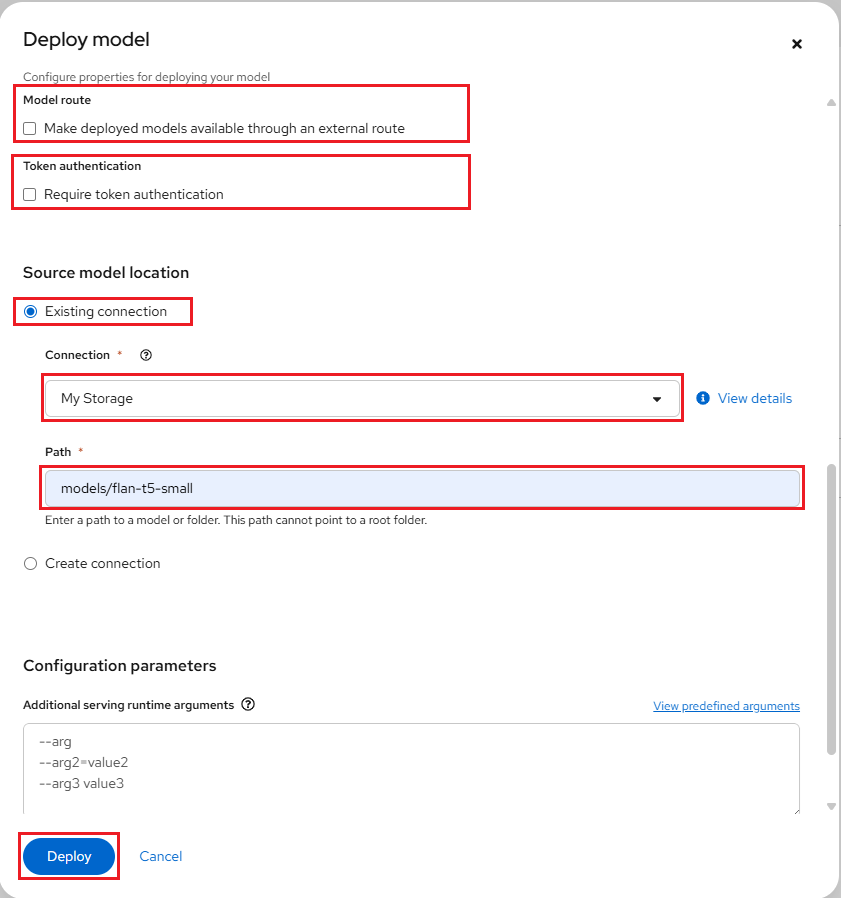 Deploy model
Configure properties for deploying your model
Model route
Make deployed models available through an external route
Token authentication
Require token authentication
Source model location
Existing connection
Connection *
My Storage
View details
Path *
models/flan-t5-small
Enter a path to a model or folder. This path cannot point to a root folder.
Create connection
Configuration parameters
Additional serving runtime arguments
View predefined arguments
--arg
--arg2=value2
--arg3 value3
Deploy
Cancel